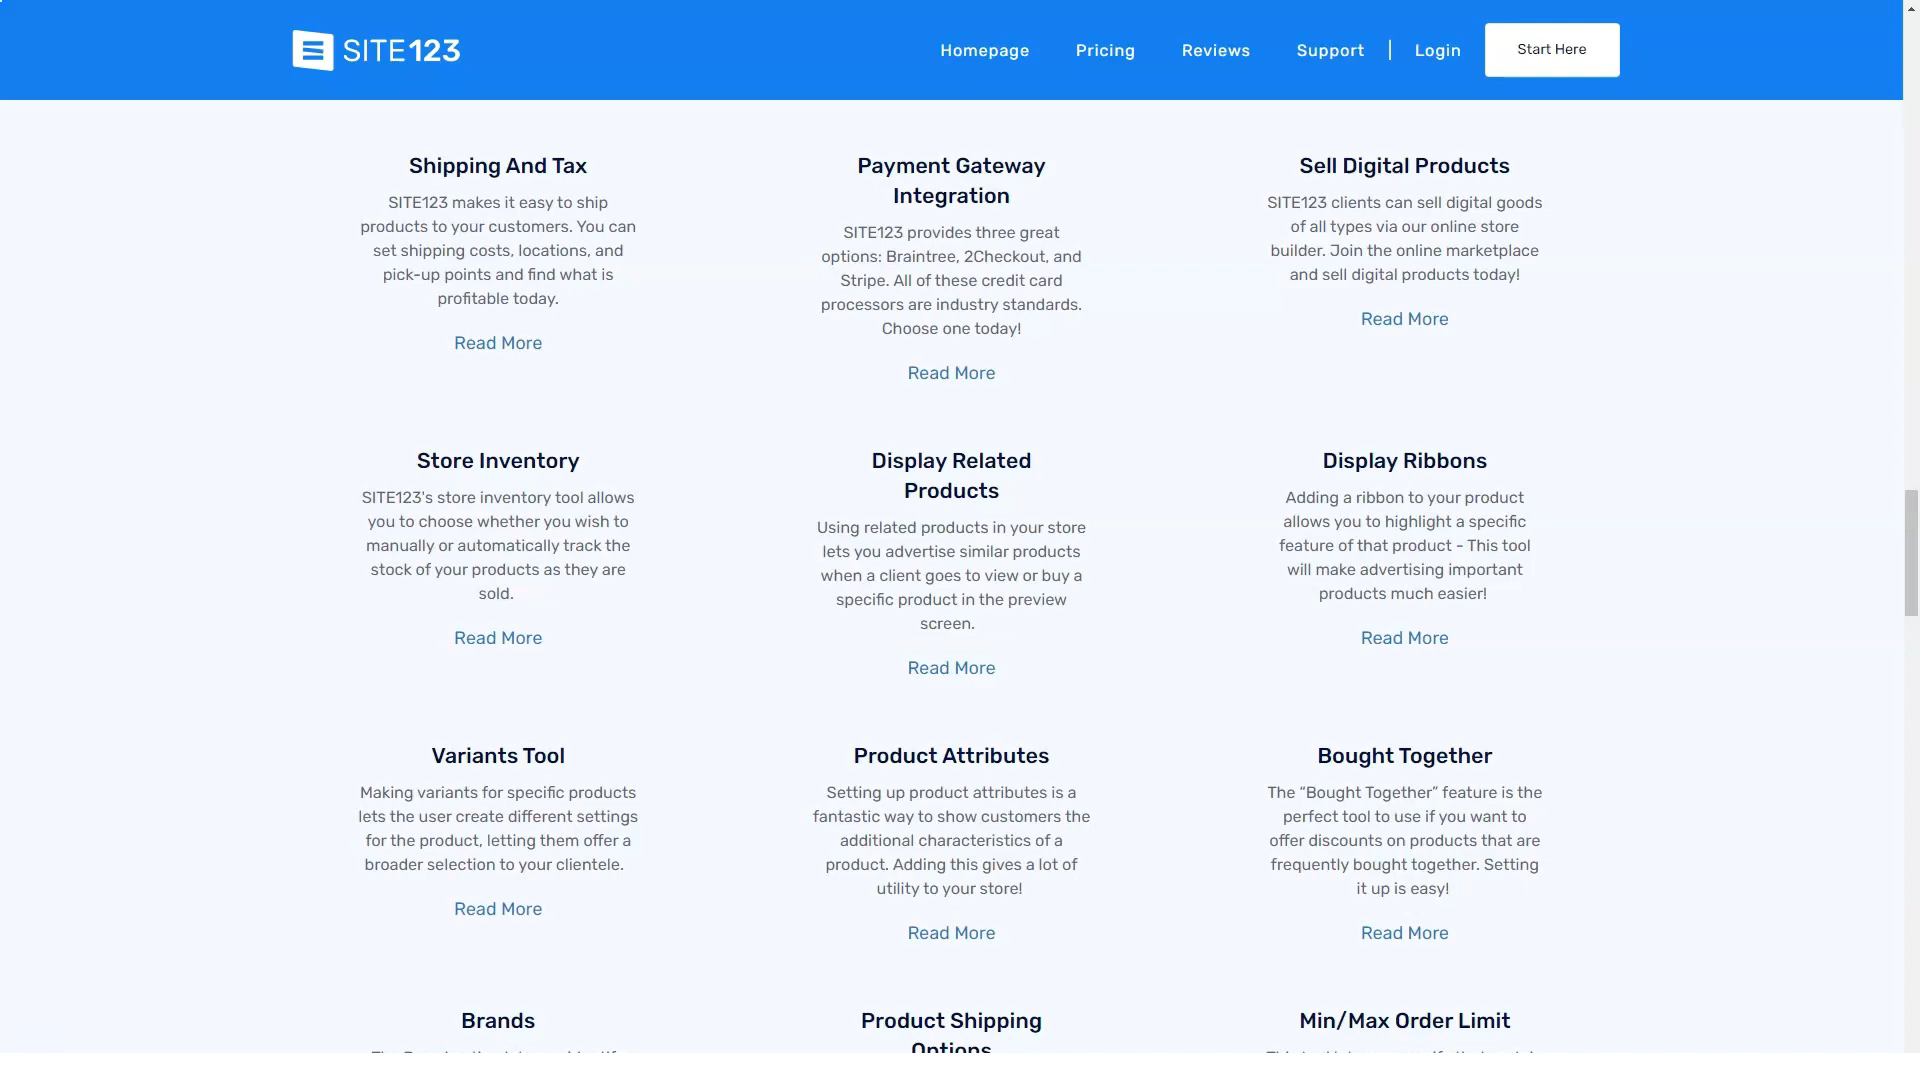 SITE123
Homepage
Pricing
Reviews
Support
Login
Start Here
Shipping And Tax
SITE123 makes it easy to ship
products to your customers. You can
set shipping costs, locations, and
pick-up points and find what is
profitable today.
Read More
Payment Gateway
Integration
SITE123 provides three great
options: Braintree, 2Checkout, and
Stripe. All of these credit card
processors are industry standards.
Choose one today!
Read More
Sell Digital Products
SITE123 clients can sell digital goods
of all types via our online store
builder. Join the online marketplace
and sell digital products today!
Read More
Store Inventory
SITE123's store inventory tool allows
you to choose whether you wish to
manually or automatically track the
stock of your products as they are
sold.
Read More
Display Related
Products
Using related products in your store
lets you advertise similar products
when a client goes to view or buy a
specific product in the preview
screen.
Read More
Display Ribbons
Adding a ribbon to your product
allows you to highlight a specific
feature of that product - This tool
will make advertising important
products much easier!
Read More
Variants Tool
Making variants for specific products
lets the user create different settings
for the product, letting them offer a
broader selection to your clientele.
Read More
Product Attributes
Setting up product attributes is a
fantastic way to show customers the
additional characteristics of a
product. Adding this gives a lot of
utility to your store!
Read More
Bought Together
The “Bought Together” feature is the
perfect tool to use if you want to
offer discounts on products that are
frequently bought together. Setting
it up is easy!
Read More
Brands
Product Shipping
Options
Min/Max Order Limit